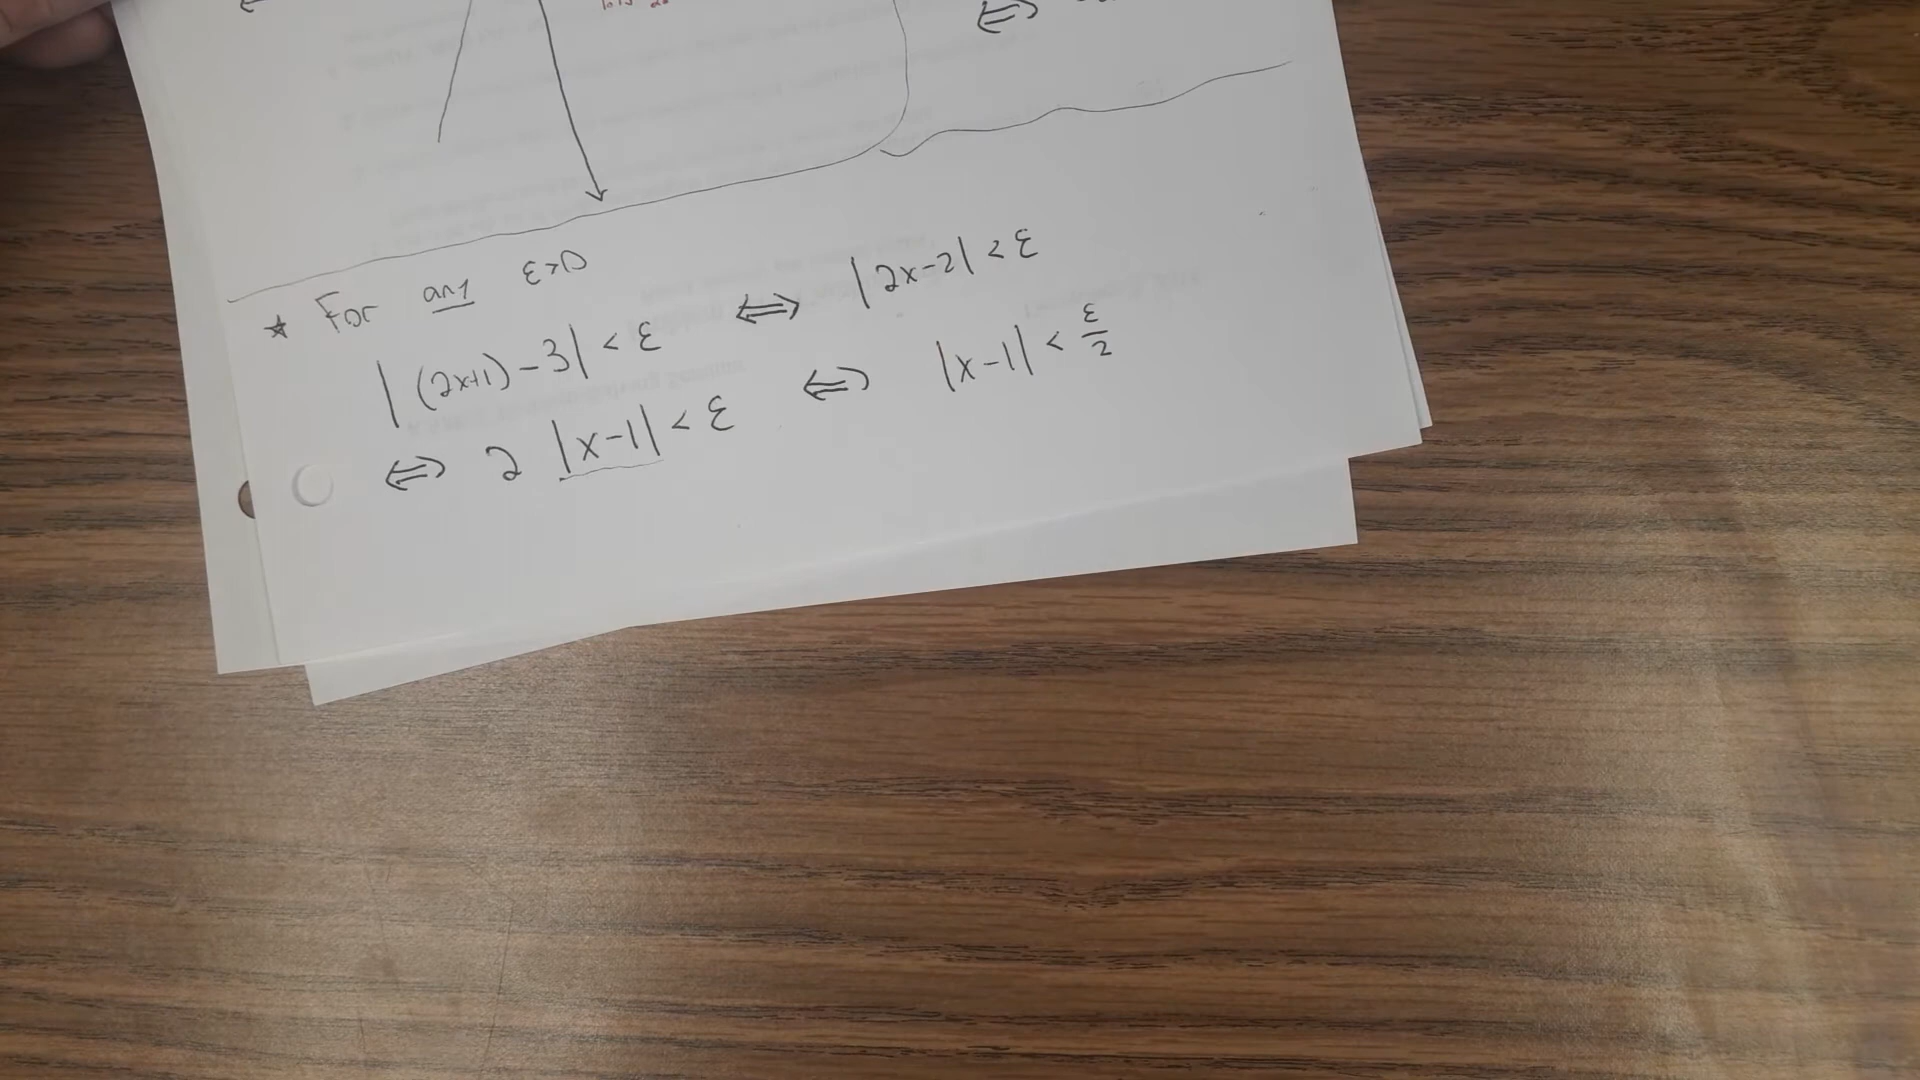 ⟺
* For any ε>0
|(2x+1)-3| < ε ⟺ |2x-2| < ε
⟺ 2 |x-1| < ε ⟺ |x-1| < ε/2